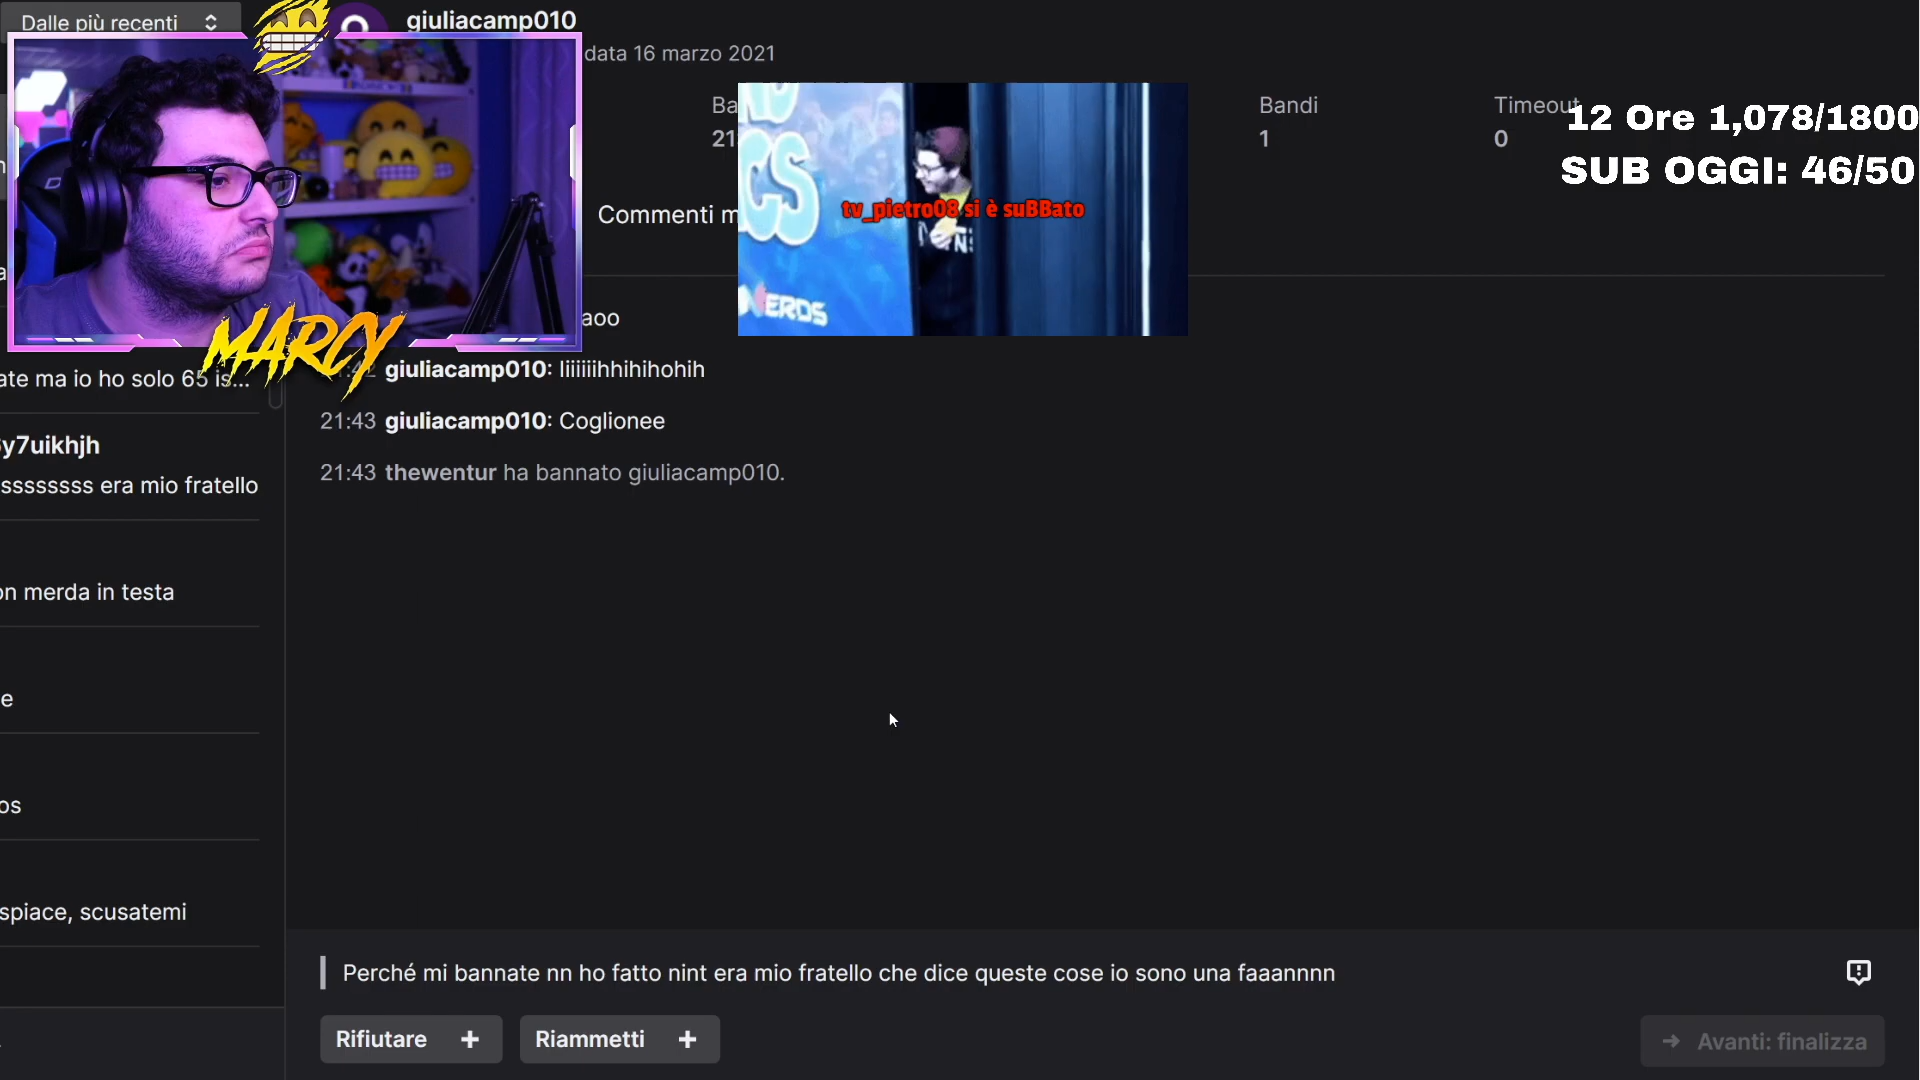 Dalle più recenti
giuliacamp010
data 16 marzo 2021
Bandi
1
Timeout
0
12 Ore 1,078/1800
SUB OGGI: 46/50
Commenti m
tv_pietro08 si è suBBato
NERDS
MARCY
aoo
giuliacamp010: Iiiiiiihhihihohih
21:43 giuliacamp010: Coglionee
21:43 thewentur ha bannato giuliacamp010.
ate ma io ho solo 65 is...
y7uikhjh
ssssssss era mio fratello
on merda in testa
e
os
spiace, scusatemi
Perché mi bannate nn ho fatto nint era mio fratello che dice queste cose io sono una faaannnn
Rifiutare +
Riammetti +
Avanti: finalizza